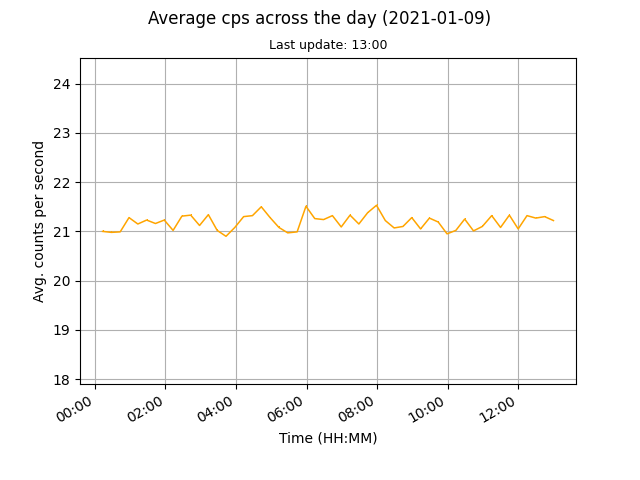 Average cps across the day (2021-01-09)
Last update: 13:00
24
23
22
21
20
19
18
Avg. counts per second
00:00 02:00 04:00 06:00 08:00 10:00 12:00
Time (HH:MM)